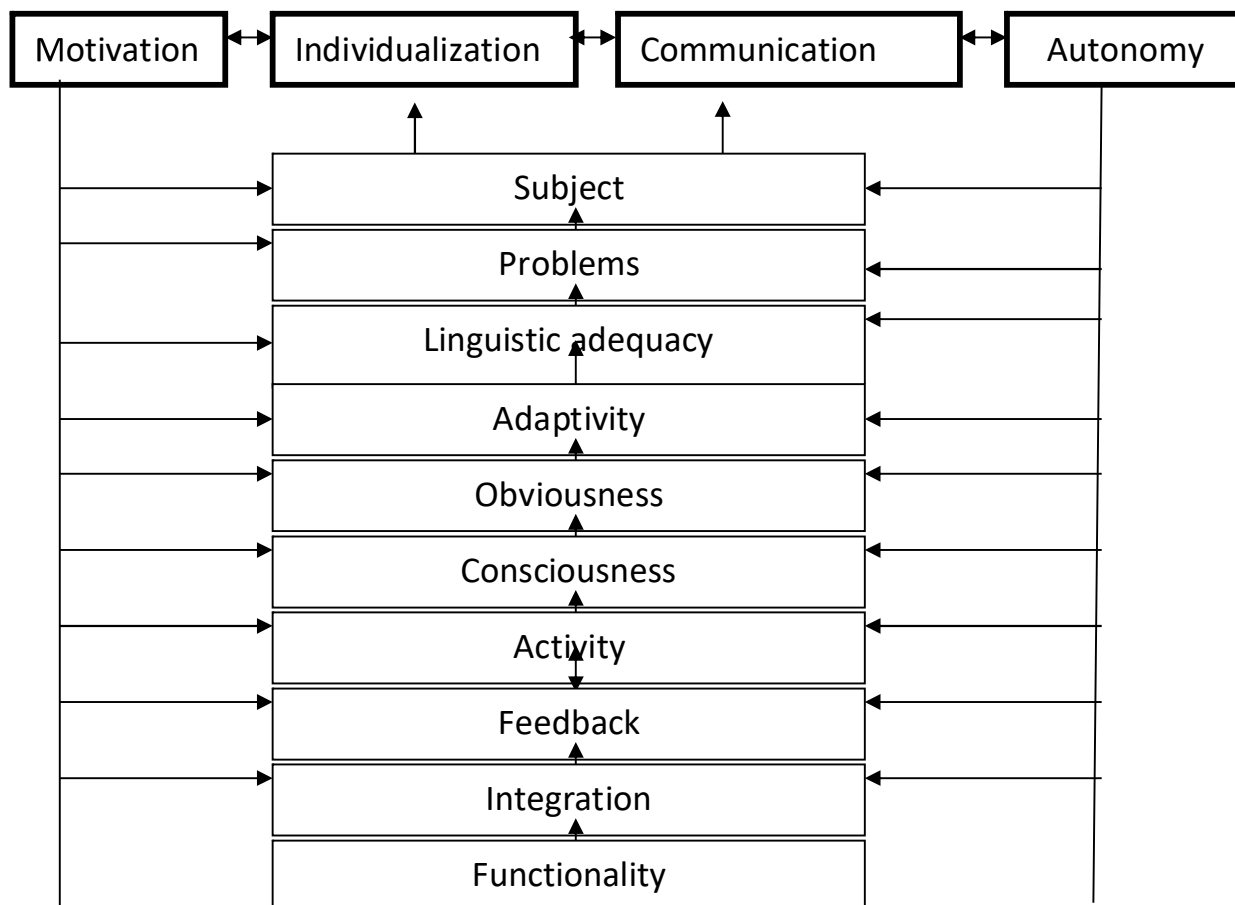 Motivation
Individualization
Communication
Autonomy
Subject
Problems
Linguistic adequacy
Adaptivity
Obviousness
Consciousness
Activity
Feedback
Integration
Functionality